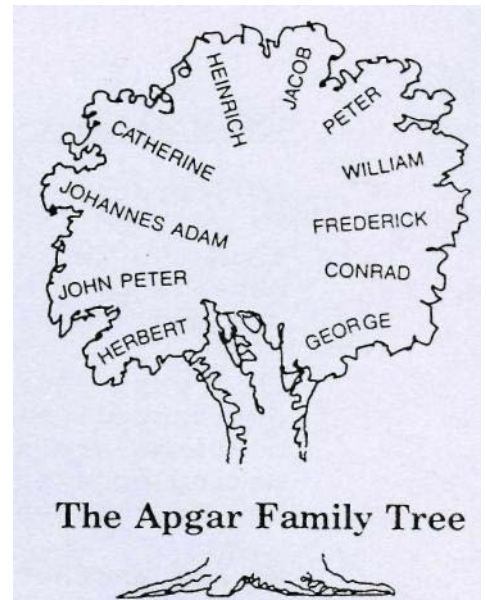 HERBERT
JOHN PETER
JOHANNES ADAM
CATHERINE
HEINRICH
JACOB
PETER
WILLIAM
FREDERICK
CONRAD
GEORGE
The Apgar Family Tree